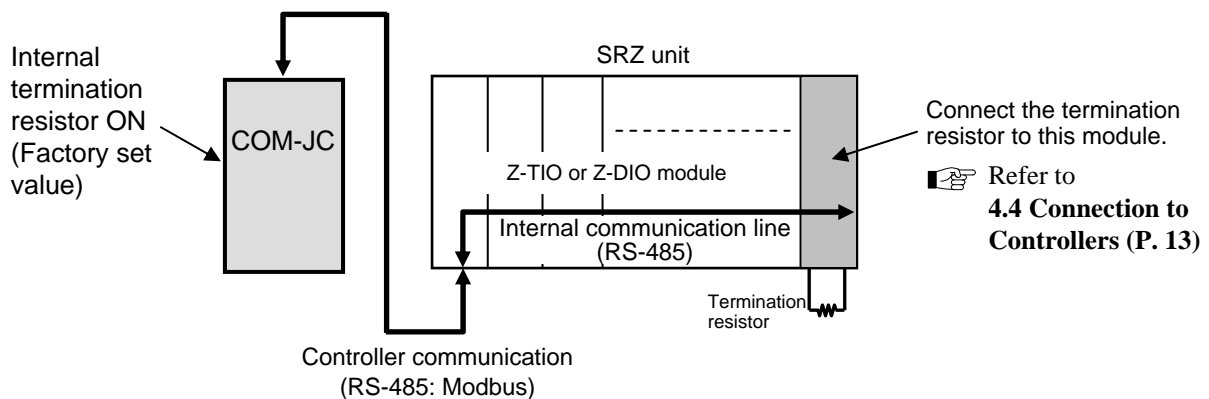 Internal
termination
resistor ON
(Factory set
value)
COM-JC
SRZ unit
Z-TIO or Z-DIO module
Internal communication line
(RS-485)
Connect the termination
resistor to this module.
Refer to
4.4 Connection to
Controllers (P. 13)
Termination
resistor
Controller communication
(RS-485: Modbus)